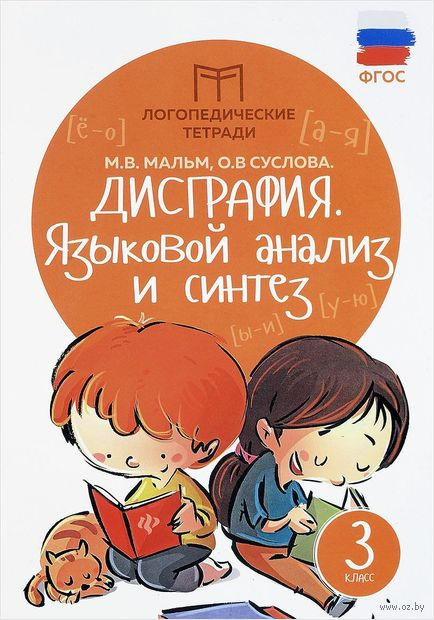 ФГОС
ЛОГОПЕДИЧЕСКИЕ
ТЕТРАДИ
[ё-о]
[а-я]
М.В. МАЛЬМ, О.В СУСЛОВА.
ДИСГРАФИЯ.
ЯЗЫКОВОЙ АНАЛИЗ
И СИНТЕЗ
[у-ю]
[ы-и]
3
КЛАСС
www.oz.by